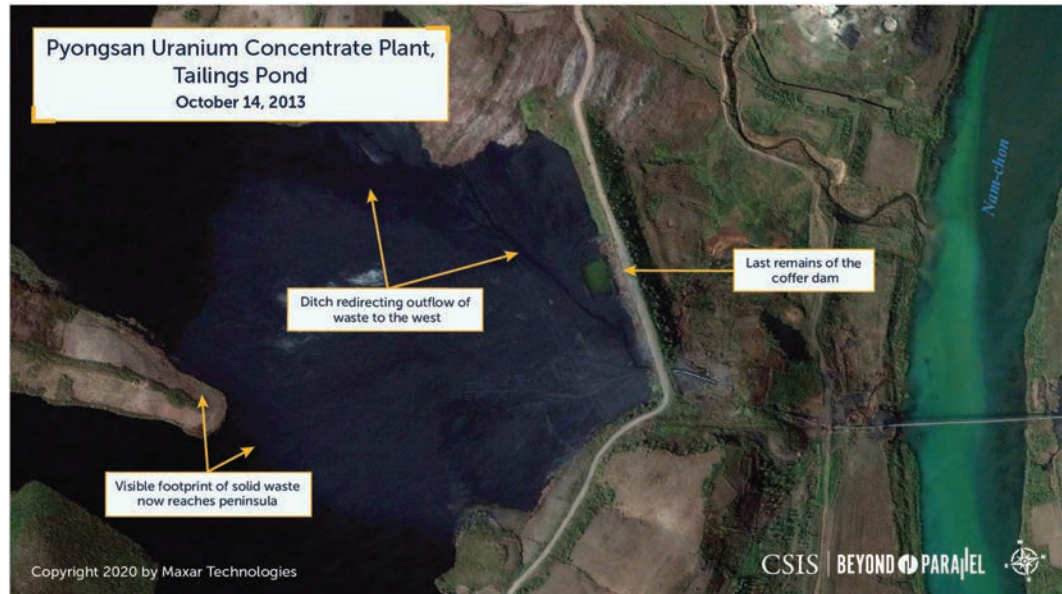 Pyongsan Uranium Concentrate Plant,
Tailings Pond
October 14, 2013
Nam-chon
Last remains of the
coffer dam
Ditch redirecting outflow of
waste to the west
Visible footprint of solid waste
now reaches peninsula
Copyright 2020 by Maxar Technologies
CSIS | BEYOND PARALLEL